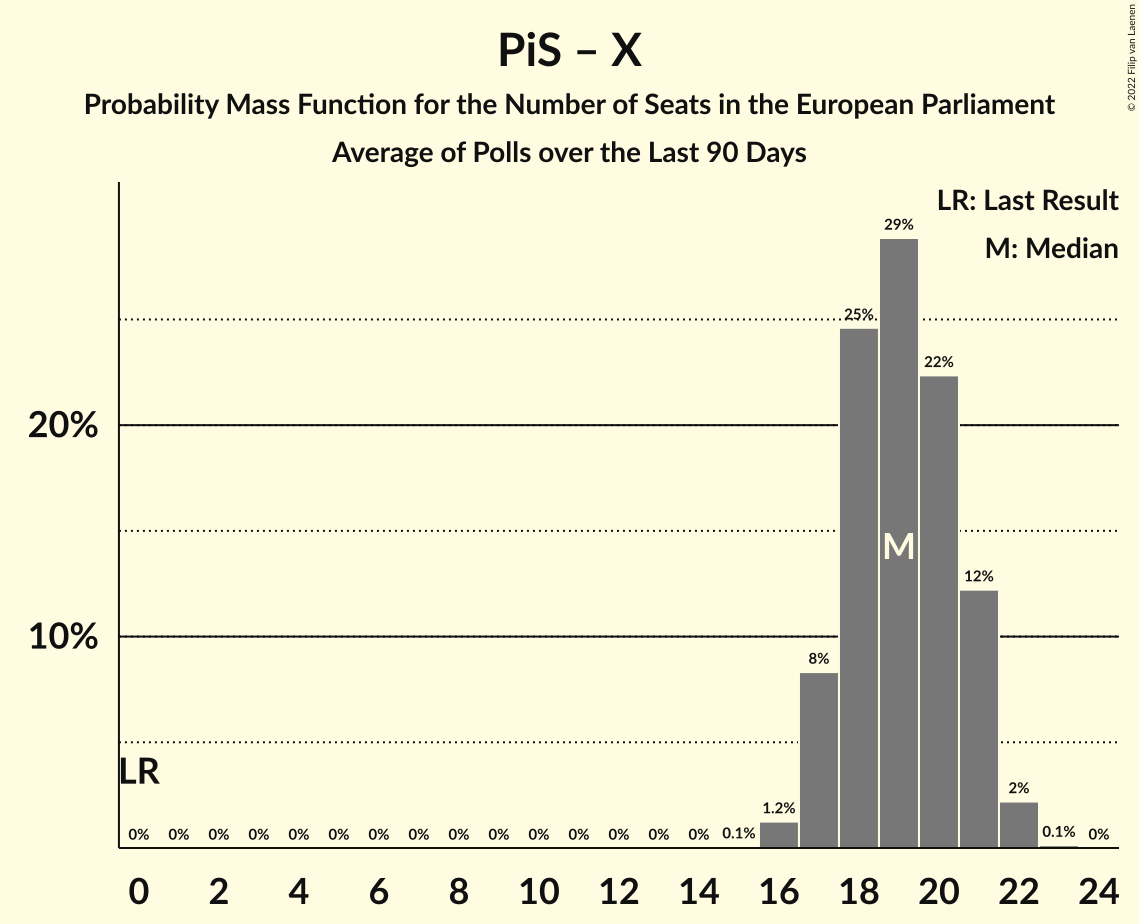 PiS – X
Probability Mass Function for the Number of Seats in the European Parliament
Average of Polls over the Last 90 Days
© 2022 Filip van Laenen
LR: Last Result
M: Median
29%
25%
22%
20%
M
12%
10%
8%
LR
2%
1.2%
0% 0% 0% 0% 0% 0% 0% 0% 0% 0% 0% 0% 0% 0% 0% 0.1% 0.1% 0%
0 2 4 6 8 10 12 14 16 18 20 22 24